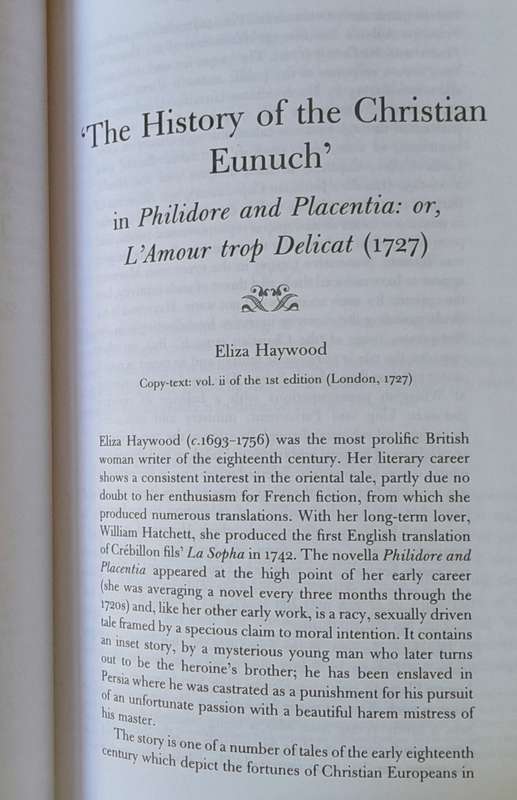 ‘The History of the Christian
Eunuch’
in Philidore and Placentia: or,
L’Amour trop Delicat (1727)
Eliza Haywood
Copy-text: vol. ii of the 1st edition (London, 1727)
Eliza Haywood (c.1693–1756) was the most prolific British
woman writer of the eighteenth century. Her literary career
shows a consistent interest in the oriental tale, partly due no
doubt to her enthusiasm for French fiction, from which she
produced numerous translations. With her long-term lover,
William Hatchett, she produced the first English translation
of Crébillon fils’ La Sopha in 1742. The novella Philidore and
Placentia appeared at the high point of her early career
(she was averaging a novel every three months through the
1720s) and, like her other early work, is a racy, sexually driven
tale framed by a specious claim to moral intention. It contains
an inset story, by a mysterious young man who later turns
out to be the heroine’s brother; he has been enslaved in
Persia where he was castrated as a punishment for his pursuit
of an unfortunate passion with a beautiful harem mistress of
his master.
The story is one of a number of tales of the early eighteenth
century which depict the fortunes of Christian Europeans in